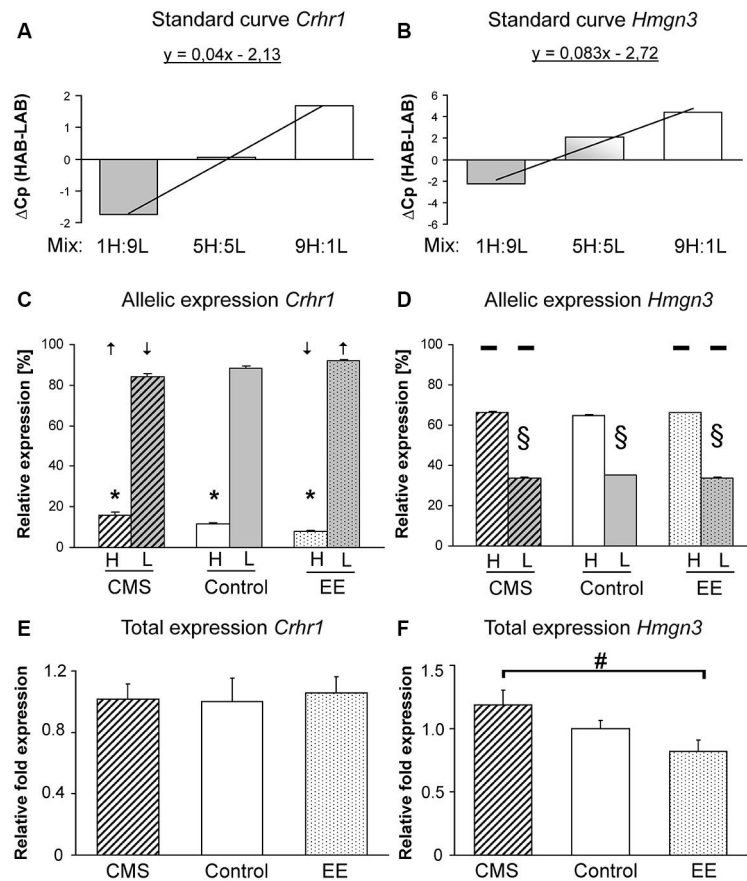 A
Standard curve Crhr1
y = 0,04x - 2,13
ΔCp (HAB-LAB)
2
1
0
-1
-2
Mix: 1H:9L 5H:5L 9H:1L
B
Standard curve Hmgn3
y = 0,083x - 2,72
ΔCp (HAB-LAB)
6
4
2
0
-2
-4
-6
Mix: 1H:9L 5H:5L 9H:1L
C
Allelic expression Crhr1
Relative expression [%]
100
80
60
40
20
0
↑ ↓ ↓ ↑
* * *
H L H L H L
CMS Control EE
D
Allelic expression Hmgn3
Relative expression [%]
100
80
60
40
20
0
§ § §
H L H L H L
CMS Control EE
E
Total expression Crhr1
Relative fold expression
1.2
0.8
0.4
0
CMS Control EE
F
Total expression Hmgn3
Relative fold expression
1.5
1.0
0.5
0
#
CMS Control EE